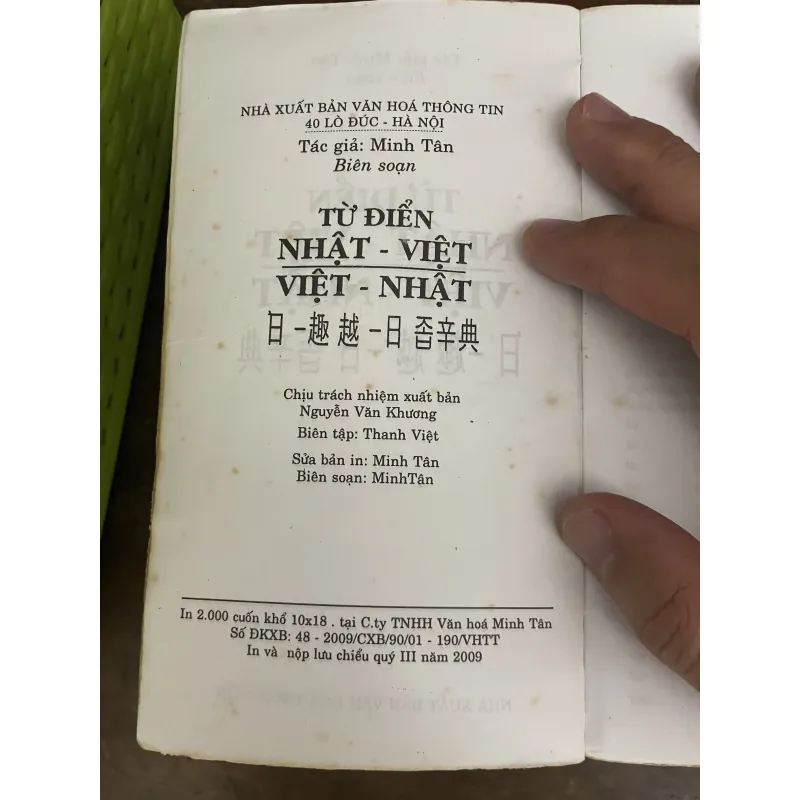 NHÀ XUẤT BẢN VĂN HOÁ THÔNG TIN
40 LÒ ĐÚC - HÀ NỘI
Tác giả: Minh Tân
Biên soạn
TỪ ĐIỂN
NHẬT - VIỆT
VIỆT - NHẬT
日 一趣 越 一日 否辛典
Chịu trách nhiệm xuất bản
Nguyễn Văn Khương
Biên tập: Thanh Việt
Sửa bản in: Minh Tân
Biên soạn: MinhTân
In 2.000 cuốn khổ 10x18 . tại C.ty TNHH Văn hoá Minh Tân
Số ĐKXB: 48 - 2009/CXB/90/01 - 190/VHTT
In và nộp lưu chiểu quý III năm 2009